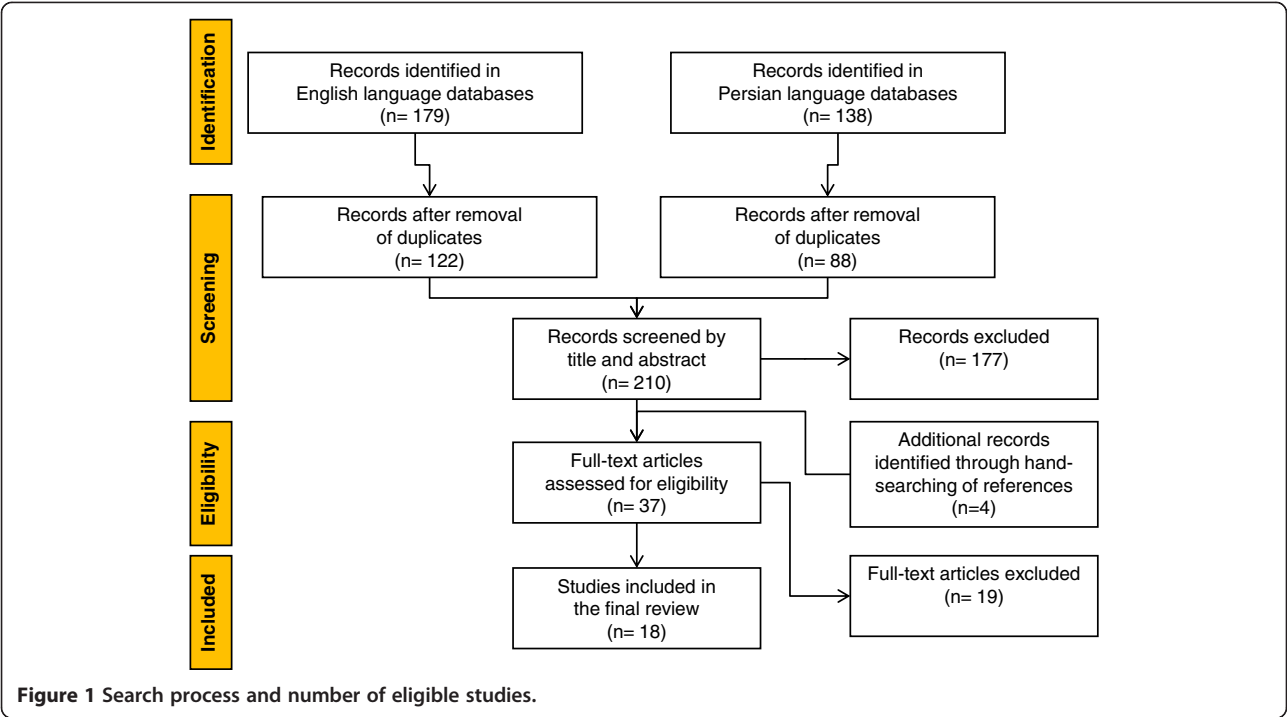 Identification
Records identified in
English language databases
(n= 179)
Records identified in
Persian language databases
(n= 138)
Screening
Records after removal
of duplicates
(n= 122)
Records after removal
of duplicates
(n= 88)
Records screened by
title and abstract
(n= 210)
Records excluded
(n= 177)
Eligibility
Full-text articles
assessed for eligibility
(n= 37)
Additional records
identified through hand-
searching of references
(n=4)
Included
Studies included in
the final review
(n= 18)
Full-text articles excluded
(n= 19)
Figure 1 Search process and number of eligible studies.